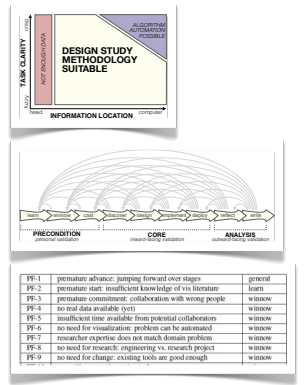 ALGORITHM
AUTOMATION
POSSIBLE
DESIGN STUDY
METHODOLOGY
SUITABLE
NOT ENOUGH DATA
TASK CLARITY
fuzzy
crisp
head
INFORMATION LOCATION
computer
learn winnow cast discover design implement deploy reflect write
PRECONDITION CORE ANALYSIS
personal validation inward-facing validation outward-facing validation
PF-1 premature advance: jumping forward over stages general
PF-2 premature start: insufficient knowledge of vis literature learn
PF-3 premature commitment: collaboration with wrong people winnow
PF-4 no real data available (yet) winnow
PF-5 insufficient time available from potential collaborators winnow
PF-6 no need for visualization: problem can be automated winnow
PF-7 researcher expertise does not match domain problem winnow
PF-8 no need for research: engineering vs. research project winnow
PF-9 no need for change: existing tools are good enough winnow